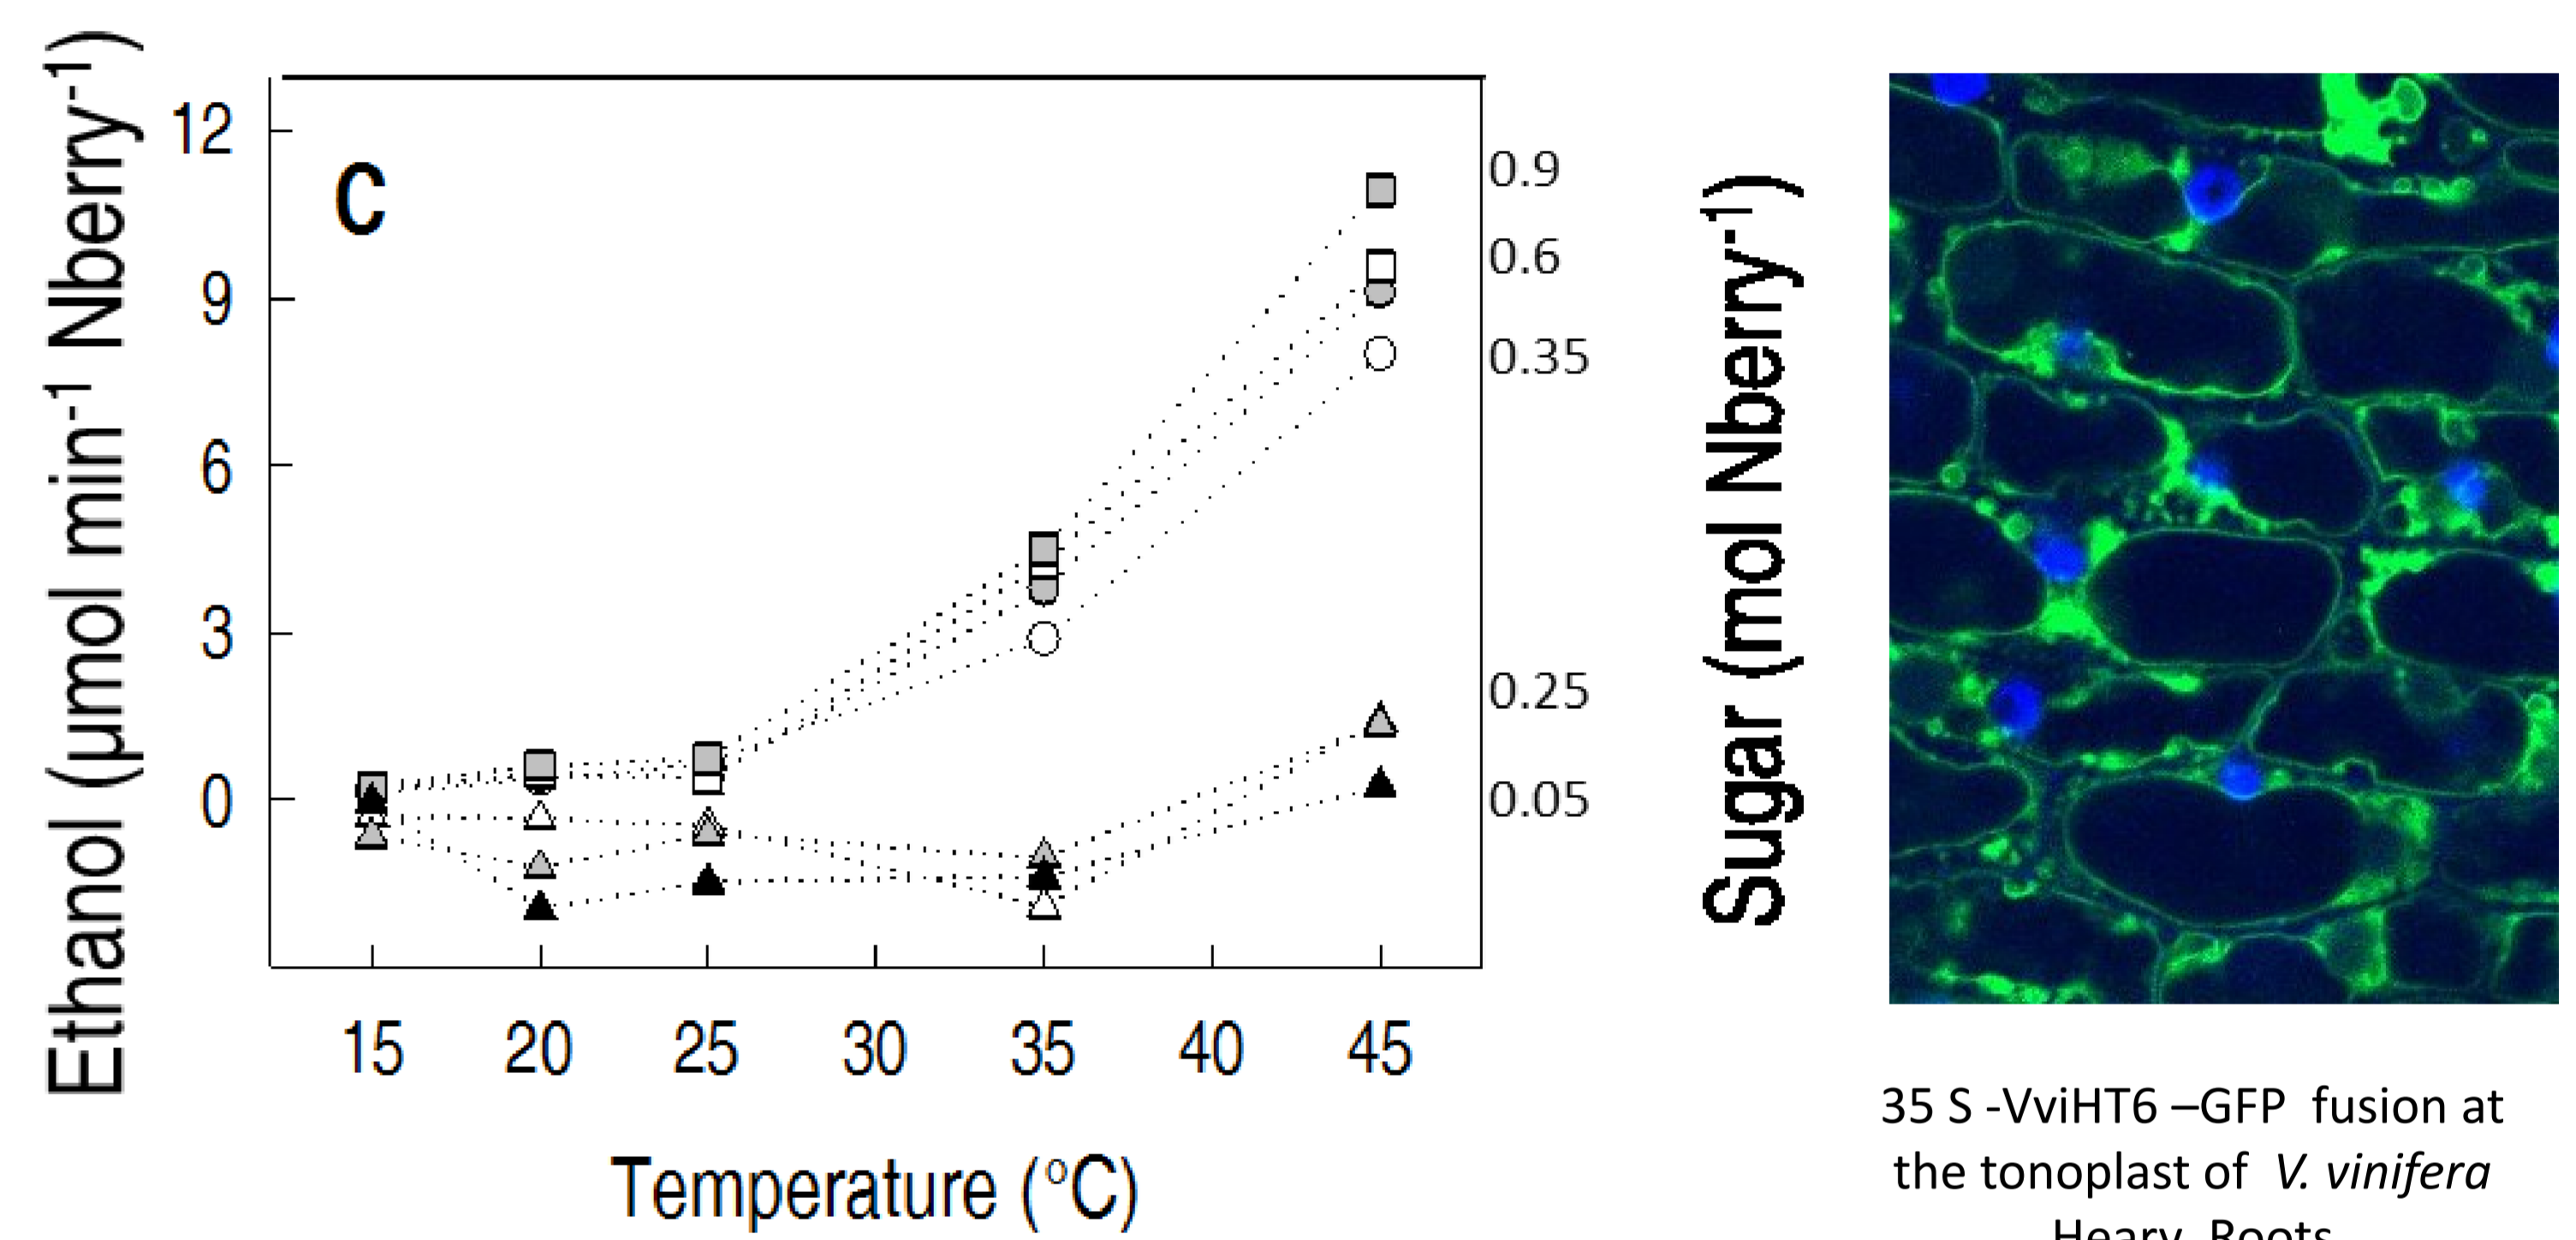 Ethanol (µmol min⁻¹ Nberry⁻¹)
12
9
6
3
0
C
0.9
0.6
0.35
0.25
0.05
Sugar (mol Nberry⁻¹)
15 20 25 30 35 40 45
Temperature (°C)
35 S -VviHT6 –GFP fusion at
the tonoplast of V. vinifera
Heary Roots